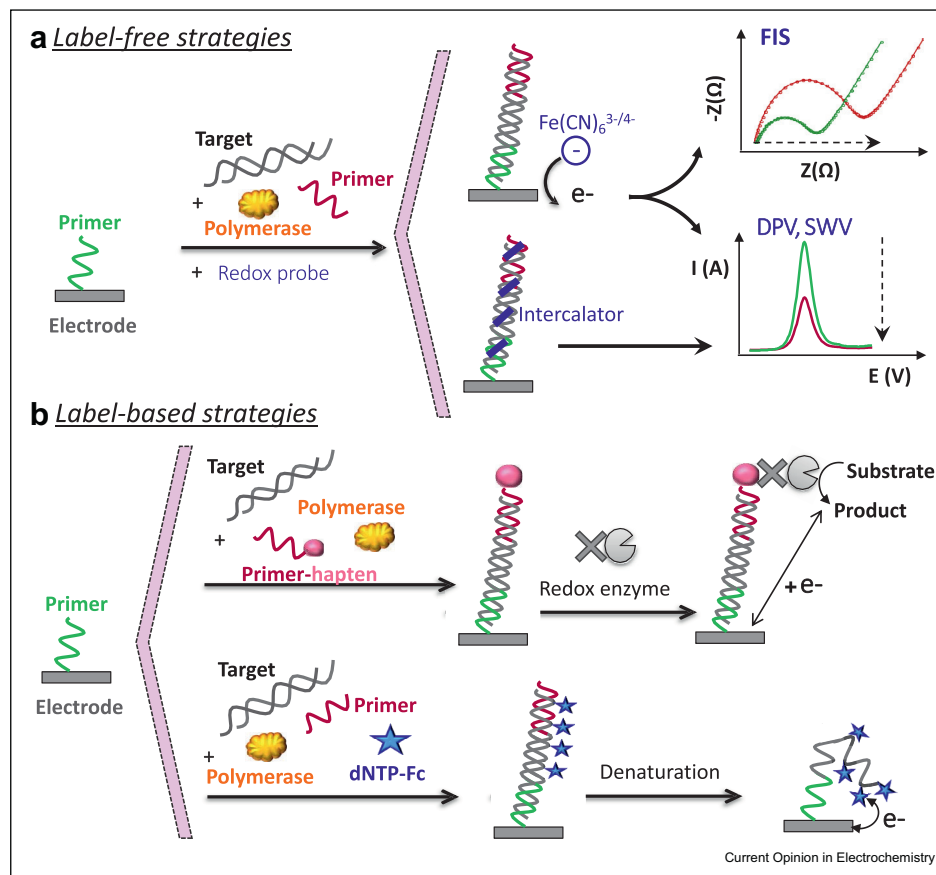 a Label-free strategies
Target
+
Primer
Polymerase
+ Redox probe
Primer
Electrode
Fe(CN)₆³⁻/⁴⁻
-
e-
Intercalator
FIS
-Z(Ω)
Z(Ω)
DPV, SWV
I (A)
E (V)
b Label-based strategies
Target
Polymerase
+
Primer-hapten
Primer
Electrode
Redox enzyme
Substrate
Product
+e-
Target
Primer
+
Polymerase
dNTP-Fc
Denaturation
e-
Current Opinion in Electrochemistry